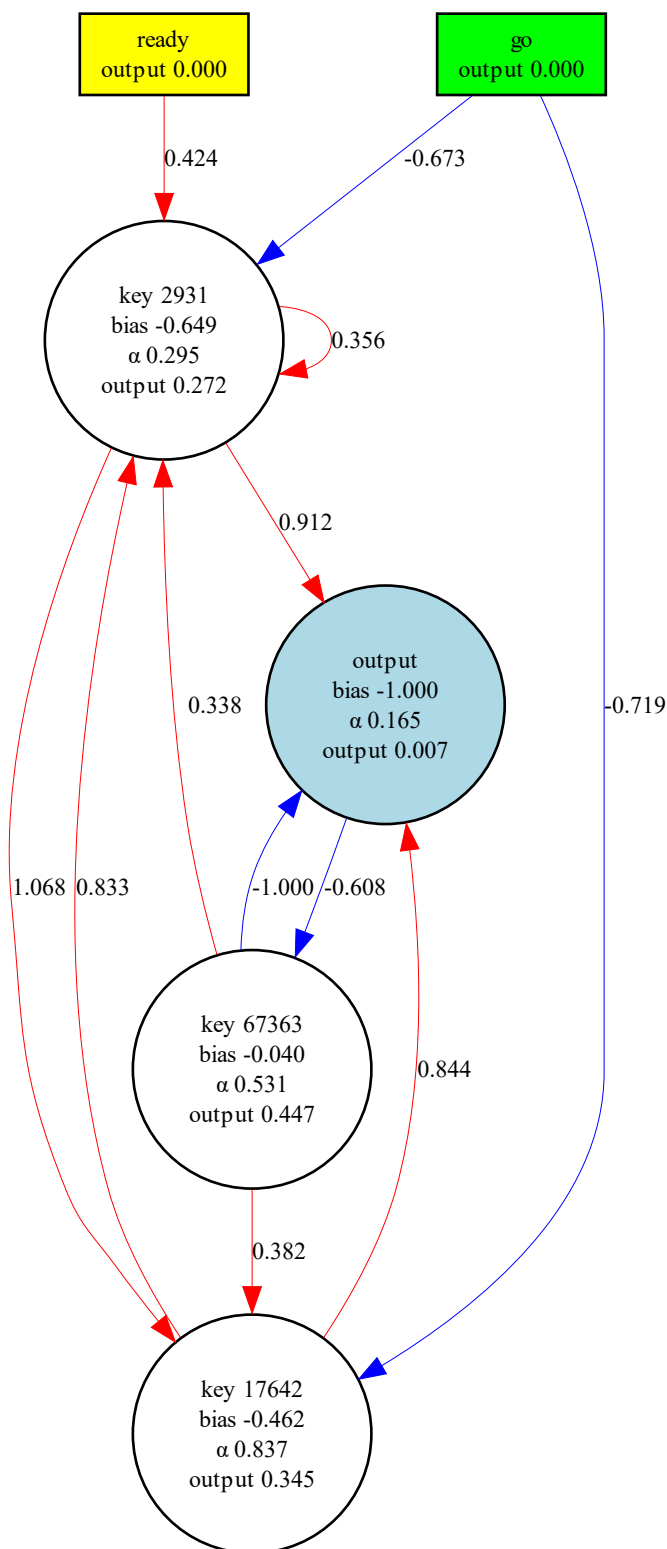 ready
output 0.000
go
output 0.000
0.424
-0.673
key 2931
bias -0.649
α 0.295
output 0.272
0.356
0.912
output
bias -1.000
α 0.165
output 0.007
0.338
-0.719
1.068
0.833
-1.000
-0.608
key 67363
bias -0.040
α 0.531
output 0.447
0.844
0.382
key 17642
bias -0.462
α 0.837
output 0.345